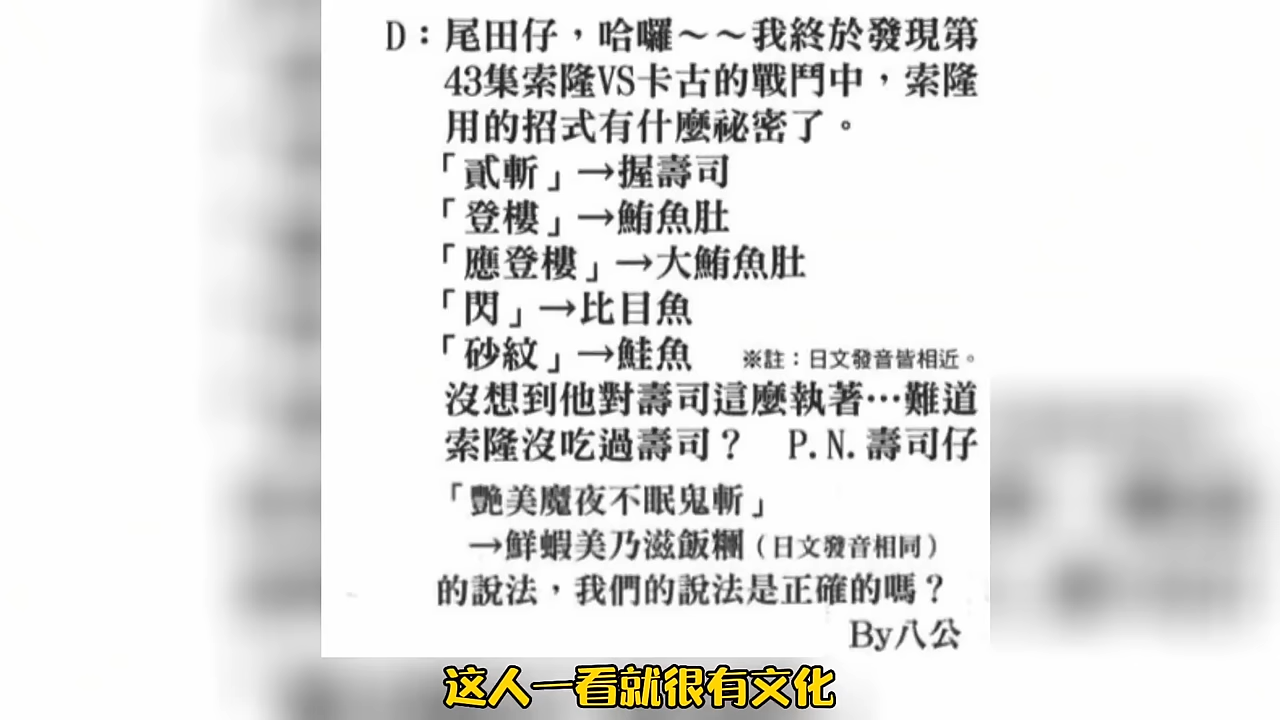 D：尾田仔，哈囉～～我終於發現第
43集索隆VS卡古的戰鬥中，索隆
用的招式有什麼祕密了。
「貳斬」→握壽司
「登樓」→鮪魚肚
「應登樓」→大鮪魚肚
「閃」→比目魚
「砂紋」→鮭魚　※註：日文發音皆相近。
沒想到他對壽司這麼執著…難道
索隆沒吃過壽司？　P.N.壽司仔
「艷美魔夜不眠鬼斬」
→鮮蝦美乃滋飯糰（日文發音相同）
的說法，我們的說法是正確的嗎？
By八公
这人一看就很有文化